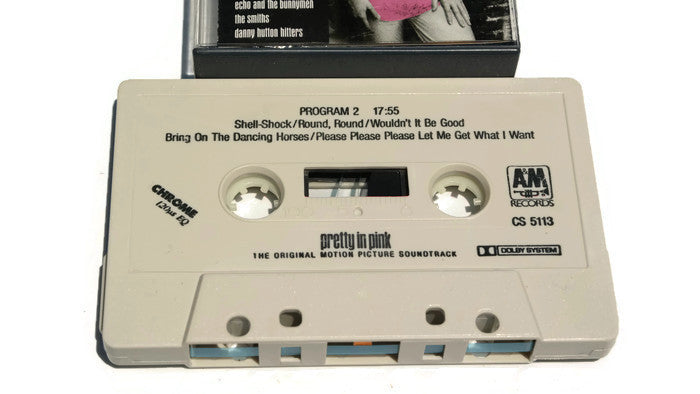 echo and the bunnymen
the smiths
danny hutton hitters
PROGRAM 2 17:55
Shell-Shock/Round, Round/Wouldn't It Be Good
Bring On The Dancing Horses/Please Please Please Let Me Get What I Want
CHROME
120µs EQ
A&M
RECORDS
CS 5113
pretty in pink
THE ORIGINAL MOTION PICTURE SOUNDTRACK
DOLBY SYSTEM